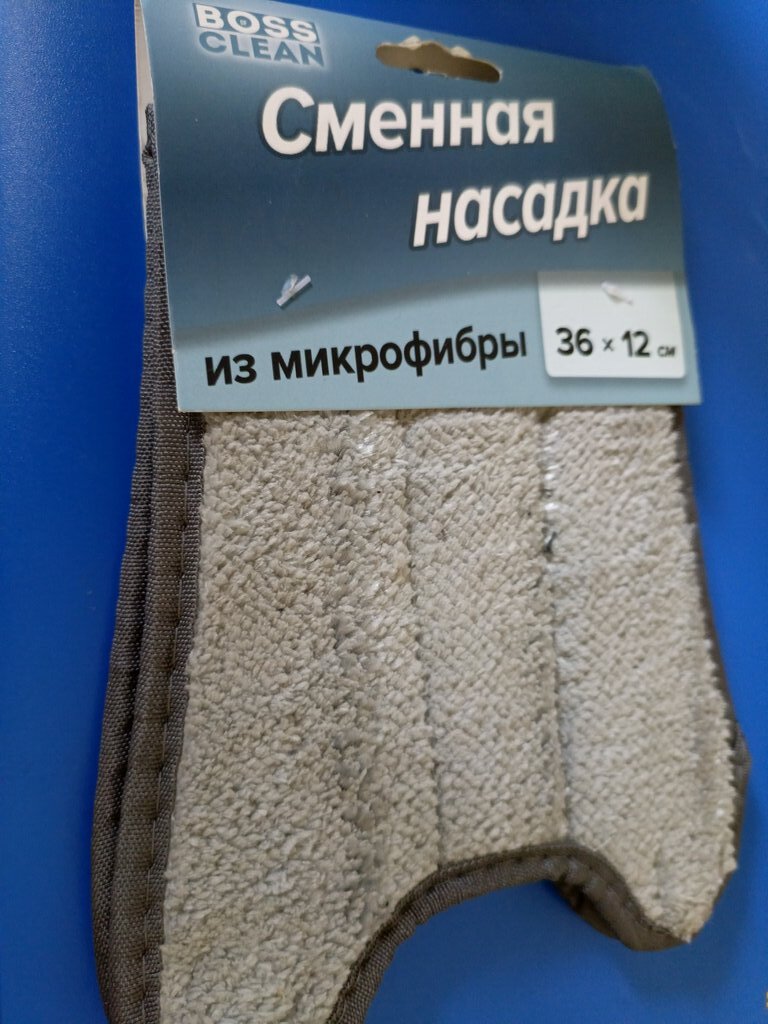 BOSS
CLEAN
Сменная
насадка
из микрофибры
36 × 12 см